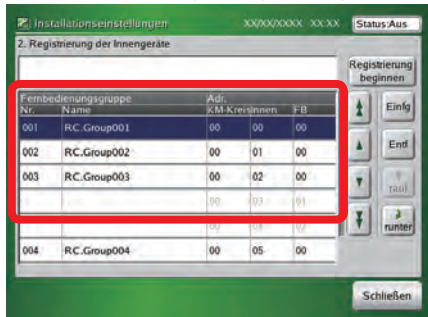 Installationseinstellungen XX/XX/XXXX XX:XX Status:Aus
2. Registrierung der Innengeräte
Registrierung
beginnen
Fernbedienungsgruppe Adr.
Nr. Name KM-Kreis Innen FB
001 RC.Group001 00 00 00
Einfg
002 RC.Group002 00 01 00
Entf
003 RC.Group003 00 02 00
rauf
00 03 01
runter
004 RC.Group004 00 05 00
Schließen